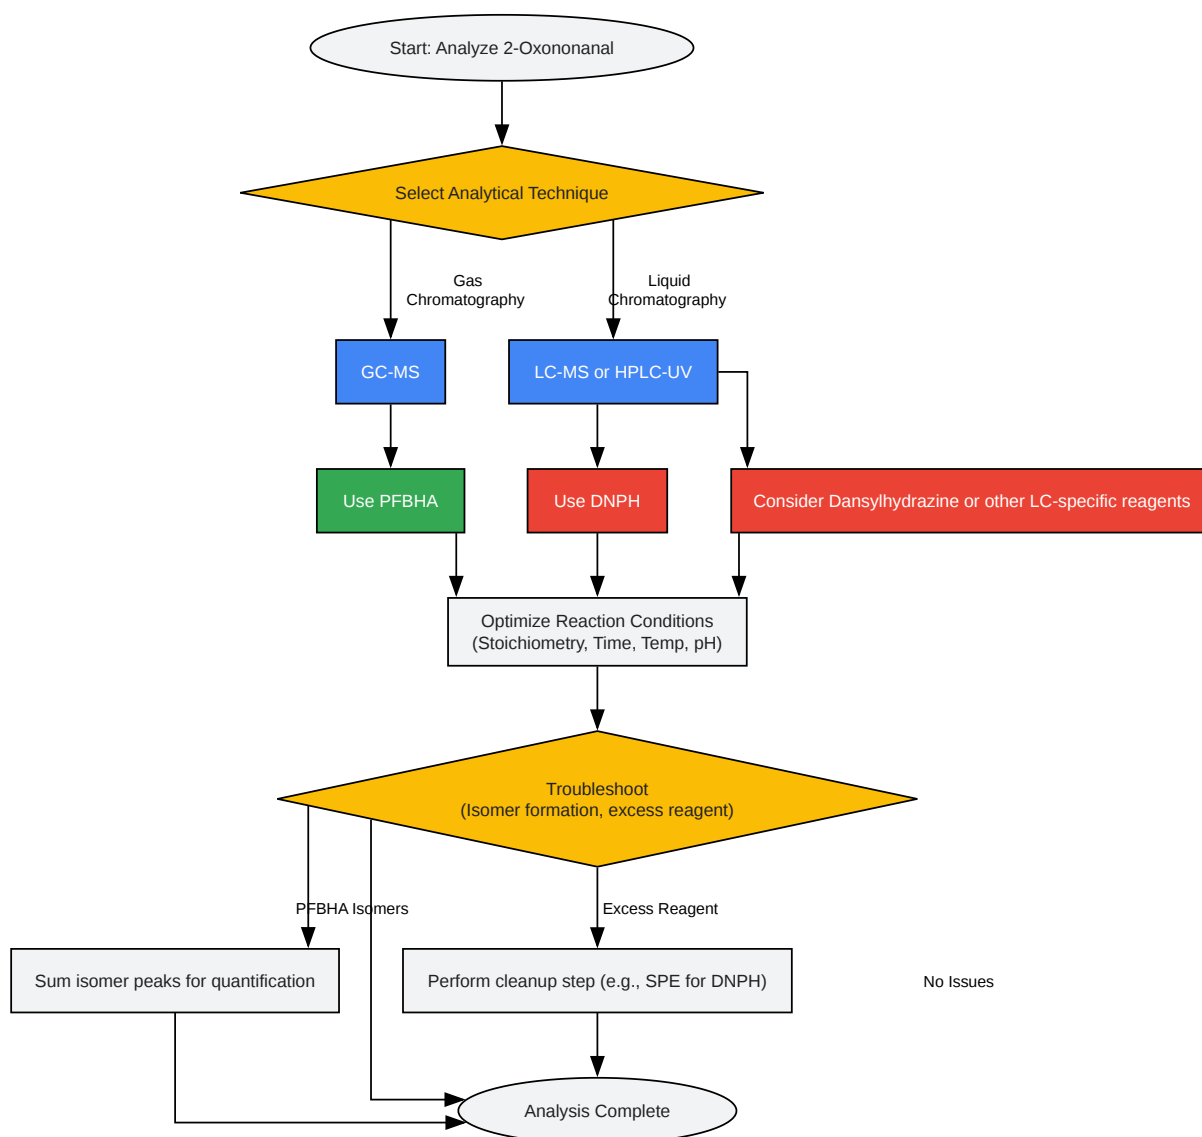 Start: Analyze 2-Oxononanal
Select Analytical Technique
Gas
Chromatography
Liquid
Chromatography
GC-MS
LC-MS or HPLC-UV
Use PFBHA
Use DNPH
Consider Dansylhydrazine or other LC-specific reagents
Optimize Reaction Conditions
(Stoichiometry, Time, Temp, pH)
Troubleshoot
(Isomer formation, excess reagent)
PFBHA Isomers
Excess Reagent
Sum isomer peaks for quantification
Perform cleanup step (e.g., SPE for DNPH)
No Issues
Analysis Complete